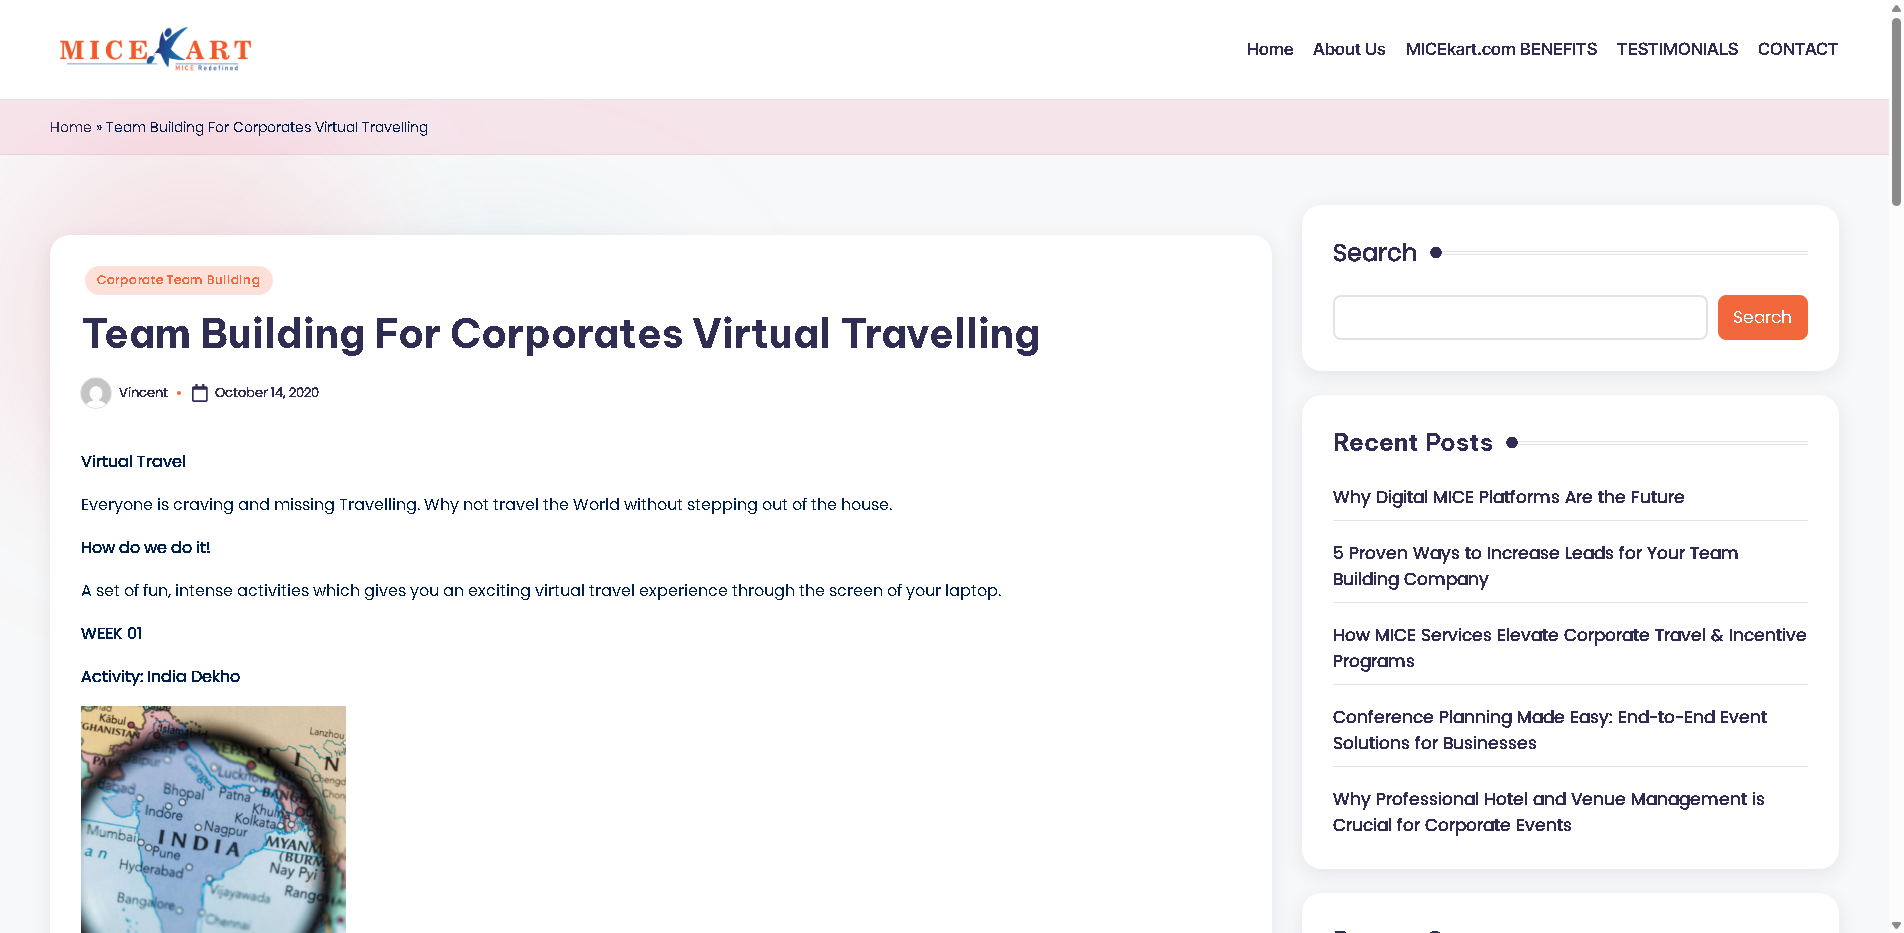 MICEKART
MICE Redefined
Home About Us MICEkart.com BENEFITS TESTIMONIALS CONTACT
Home » Team Building For Corporates Virtual Travelling
Corporate Team Building
Team Building For Corporates Virtual Travelling
Vincent • October 14, 2020
Virtual Travel
Everyone is craving and missing Travelling. Why not travel the World without stepping out of the house.
How do we do it!
A set of fun, intense activities which gives you an exciting virtual travel experience through the screen of your laptop.
WEEK 01
Activity: India Dekho
Kābul
Lanzhou
Lucknow
Bhopal
Patna
Indore
Khulna
Kolkata
Nagpur
INDIA
Mumbai
Pune
Hyderabad
Nay Pyi
Vijayawada
Bangalore
Chennai
Search
Search
Recent Posts
Why Digital MICE Platforms Are the Future
5 Proven Ways to Increase Leads for Your Team
Building Company
How MICE Services Elevate Corporate Travel & Incentive
Programs
Conference Planning Made Easy: End-to-End Event
Solutions for Businesses
Why Professional Hotel and Venue Management is
Crucial for Corporate Events